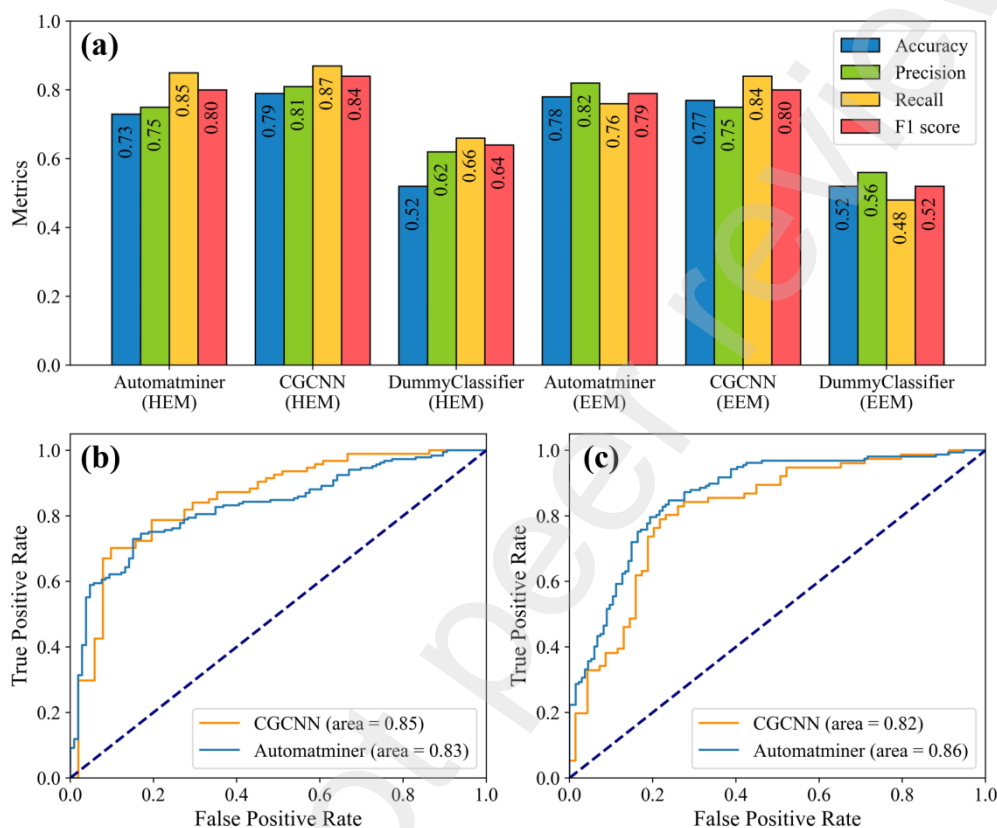 (a)
Metrics
1.0
0.8
0.6
0.4
0.2
0.0
Accuracy
Precision
Recall
F1 score
0.73 0.75 0.85 0.80
0.79 0.81 0.87 0.84
0.52 0.62 0.66 0.64
0.78 0.82 0.76 0.79
0.77 0.75 0.84 0.80
0.52 0.56 0.48 0.52
Automatminer
(HEM)
CGCNN
(HEM)
DummyClassifier
(HEM)
Automatminer
(EEM)
CGCNN
(EEM)
DummyClassifier
(EEM)
(b)
True Positive Rate
1.0
0.8
0.6
0.4
0.2
0.0
CGCNN (area = 0.85)
Automatminer (area = 0.83)
0.0 0.2 0.4 0.6 0.8 1.0
False Positive Rate
(c)
True Positive Rate
1.0
0.8
0.6
0.4
0.2
0.0
CGCNN (area = 0.82)
Automatminer (area = 0.86)
0.0 0.2 0.4 0.6 0.8 1.0
False Positive Rate
ot peer review